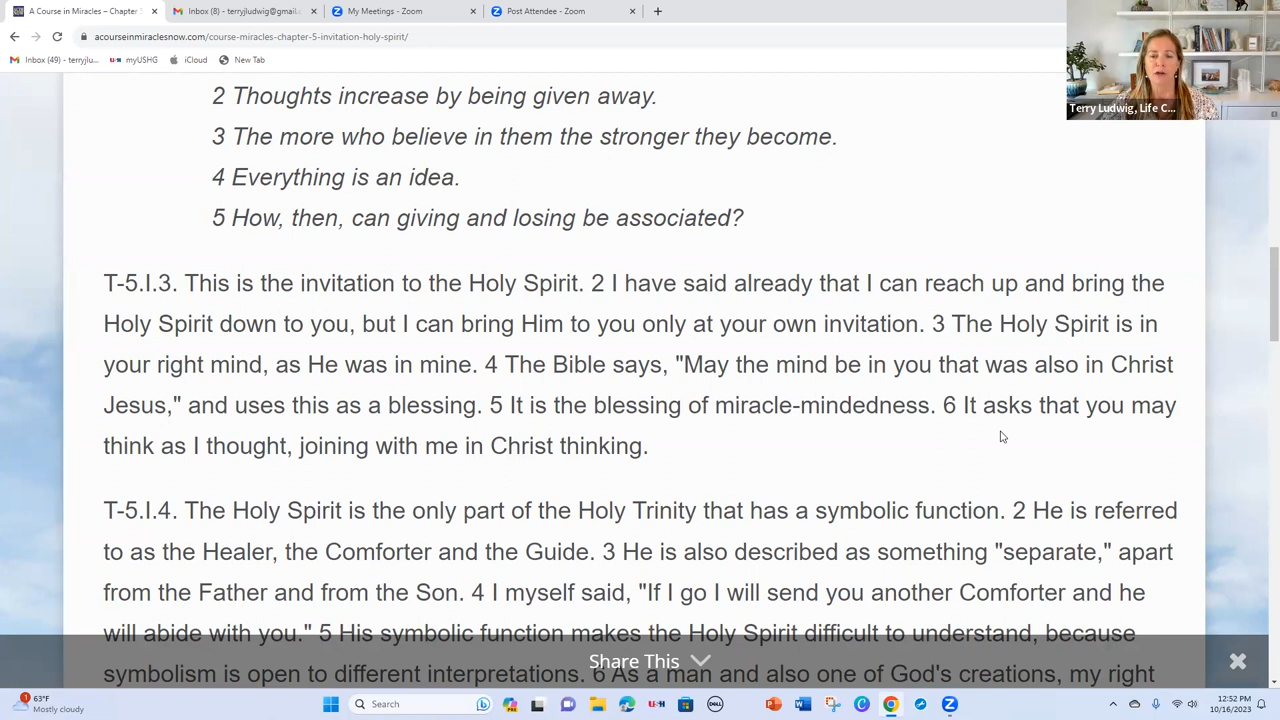 A Course in Miracles – Chapter 5
Inbox (8) - terryjludwig@gmail.c
My Meetings - Zoom
Post Attendee - Zoom
acourseinmiraclesnow.com/course-miracles-chapter-5-invitation-holy-spirit/
Inbox (49) - terryjlu...
myUSHG
iCloud
New Tab
Terry Ludwig, Life C...
2 Thoughts increase by being given away.
3 The more who believe in them the stronger they become.
4 Everything is an idea.
5 How, then, can giving and losing be associated?
T-5.I.3. This is the invitation to the Holy Spirit. 2 I have said already that I can reach up and bring the
Holy Spirit down to you, but I can bring Him to you only at your own invitation. 3 The Holy Spirit is in
your right mind, as He was in mine. 4 The Bible says, "May the mind be in you that was also in Christ
Jesus," and uses this as a blessing. 5 It is the blessing of miracle-mindedness. 6 It asks that you may
think as I thought, joining with me in Christ thinking.
T-5.I.4. The Holy Spirit is the only part of the Holy Trinity that has a symbolic function. 2 He is referred
to as the Healer, the Comforter and the Guide. 3 He is also described as something "separate," apart
from the Father and from the Son. 4 I myself said, "If I go I will send you another Comforter and he
will abide with you." 5 His symbolic function makes the Holy Spirit difficult to understand, because
symbolism is open to different interpretations. 6 As a man and also one of God's creations, my right
Share This
1
63°F
Mostly cloudy
Search
12:52 PM
10/16/2023